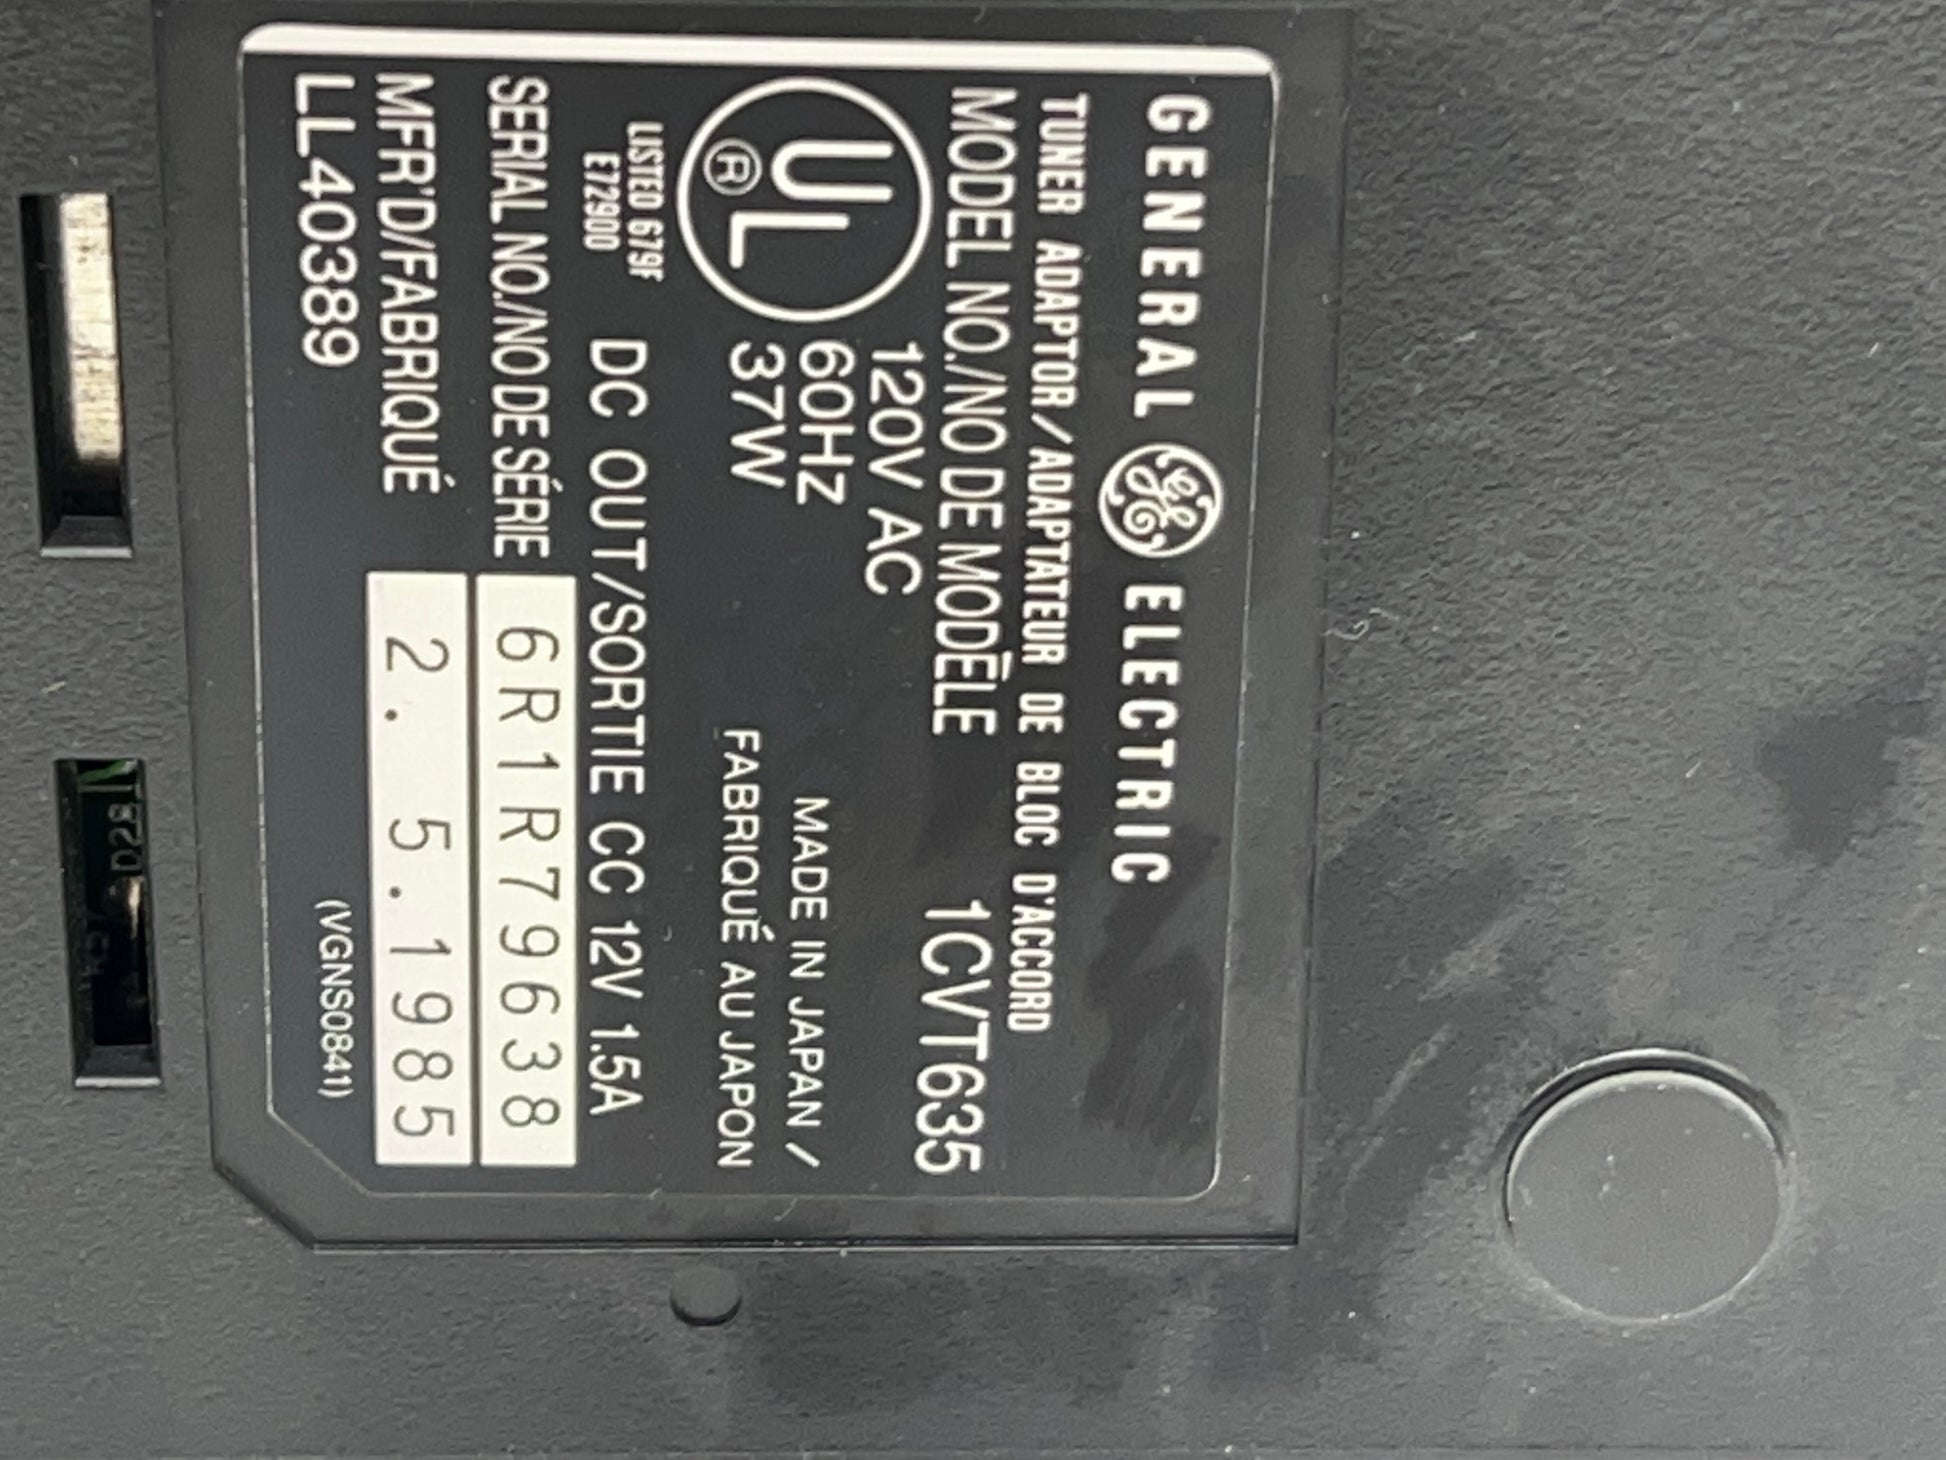 GENERAL GE ELECTRIC
TUNER ADAPTOR/ADAPTATEUR DE BLOC D'ACCORD
MODEL NO./NO DE MODÈLE 1CVT635
UL ®
120V AC
60Hz
37W
MADE IN JAPAN /
FABRIQUÉ AU JAPON
LISTED 679F
E72900
DC OUT/SORTIE CC 12V 1.5A
SERIAL NO./NO DE SÉRIE 6R1R79638
MFR'D/FABRIQUÉ 2. 5.1985
LL40389
(VGNS0841)